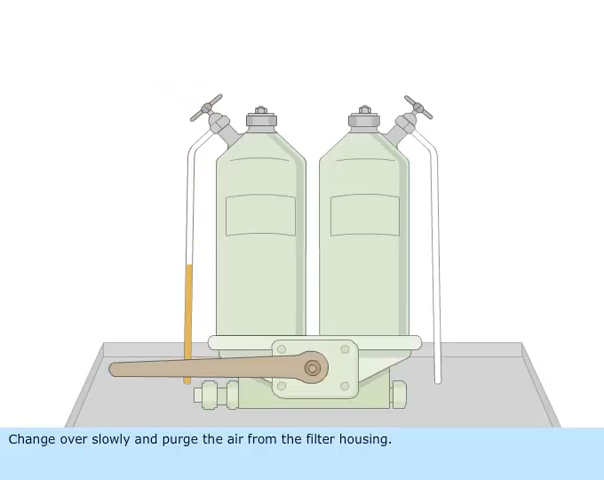 Change over slowly and purge the air from the filter housing.